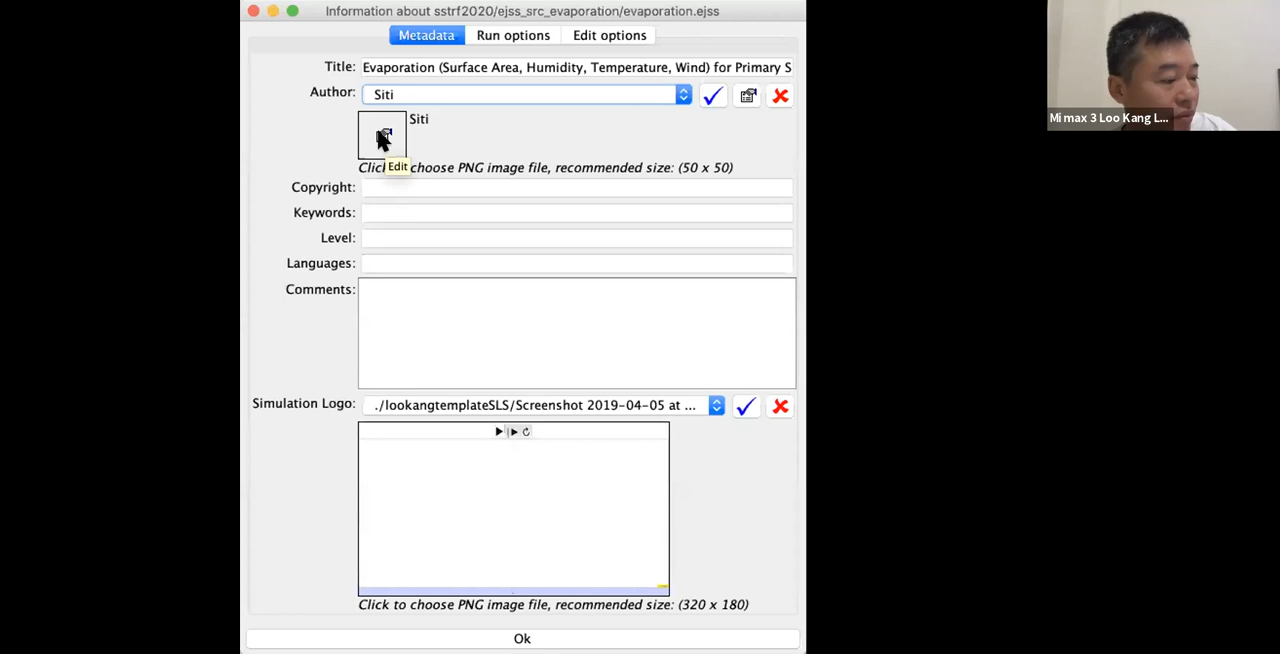 Information about sstrf2020/ejss_src_evaporation/evaporation.ejss
Metadata Run options Edit options
Title: Evaporation (Surface Area, Humidity, Temperature, Wind) for Primary S
Author: Siti
Siti
Edit
choose PNG image file, recommended size: (50 x 50)
Copyright:
Keywords:
Level:
Languages:
Comments:
Simulation Logo: ./lookangtemplateSLS/Screenshot 2019-04-05 at ...
Click to choose PNG image file, recommended size: (320 x 180)
Ok
Mi max 3 Loo Kang L...